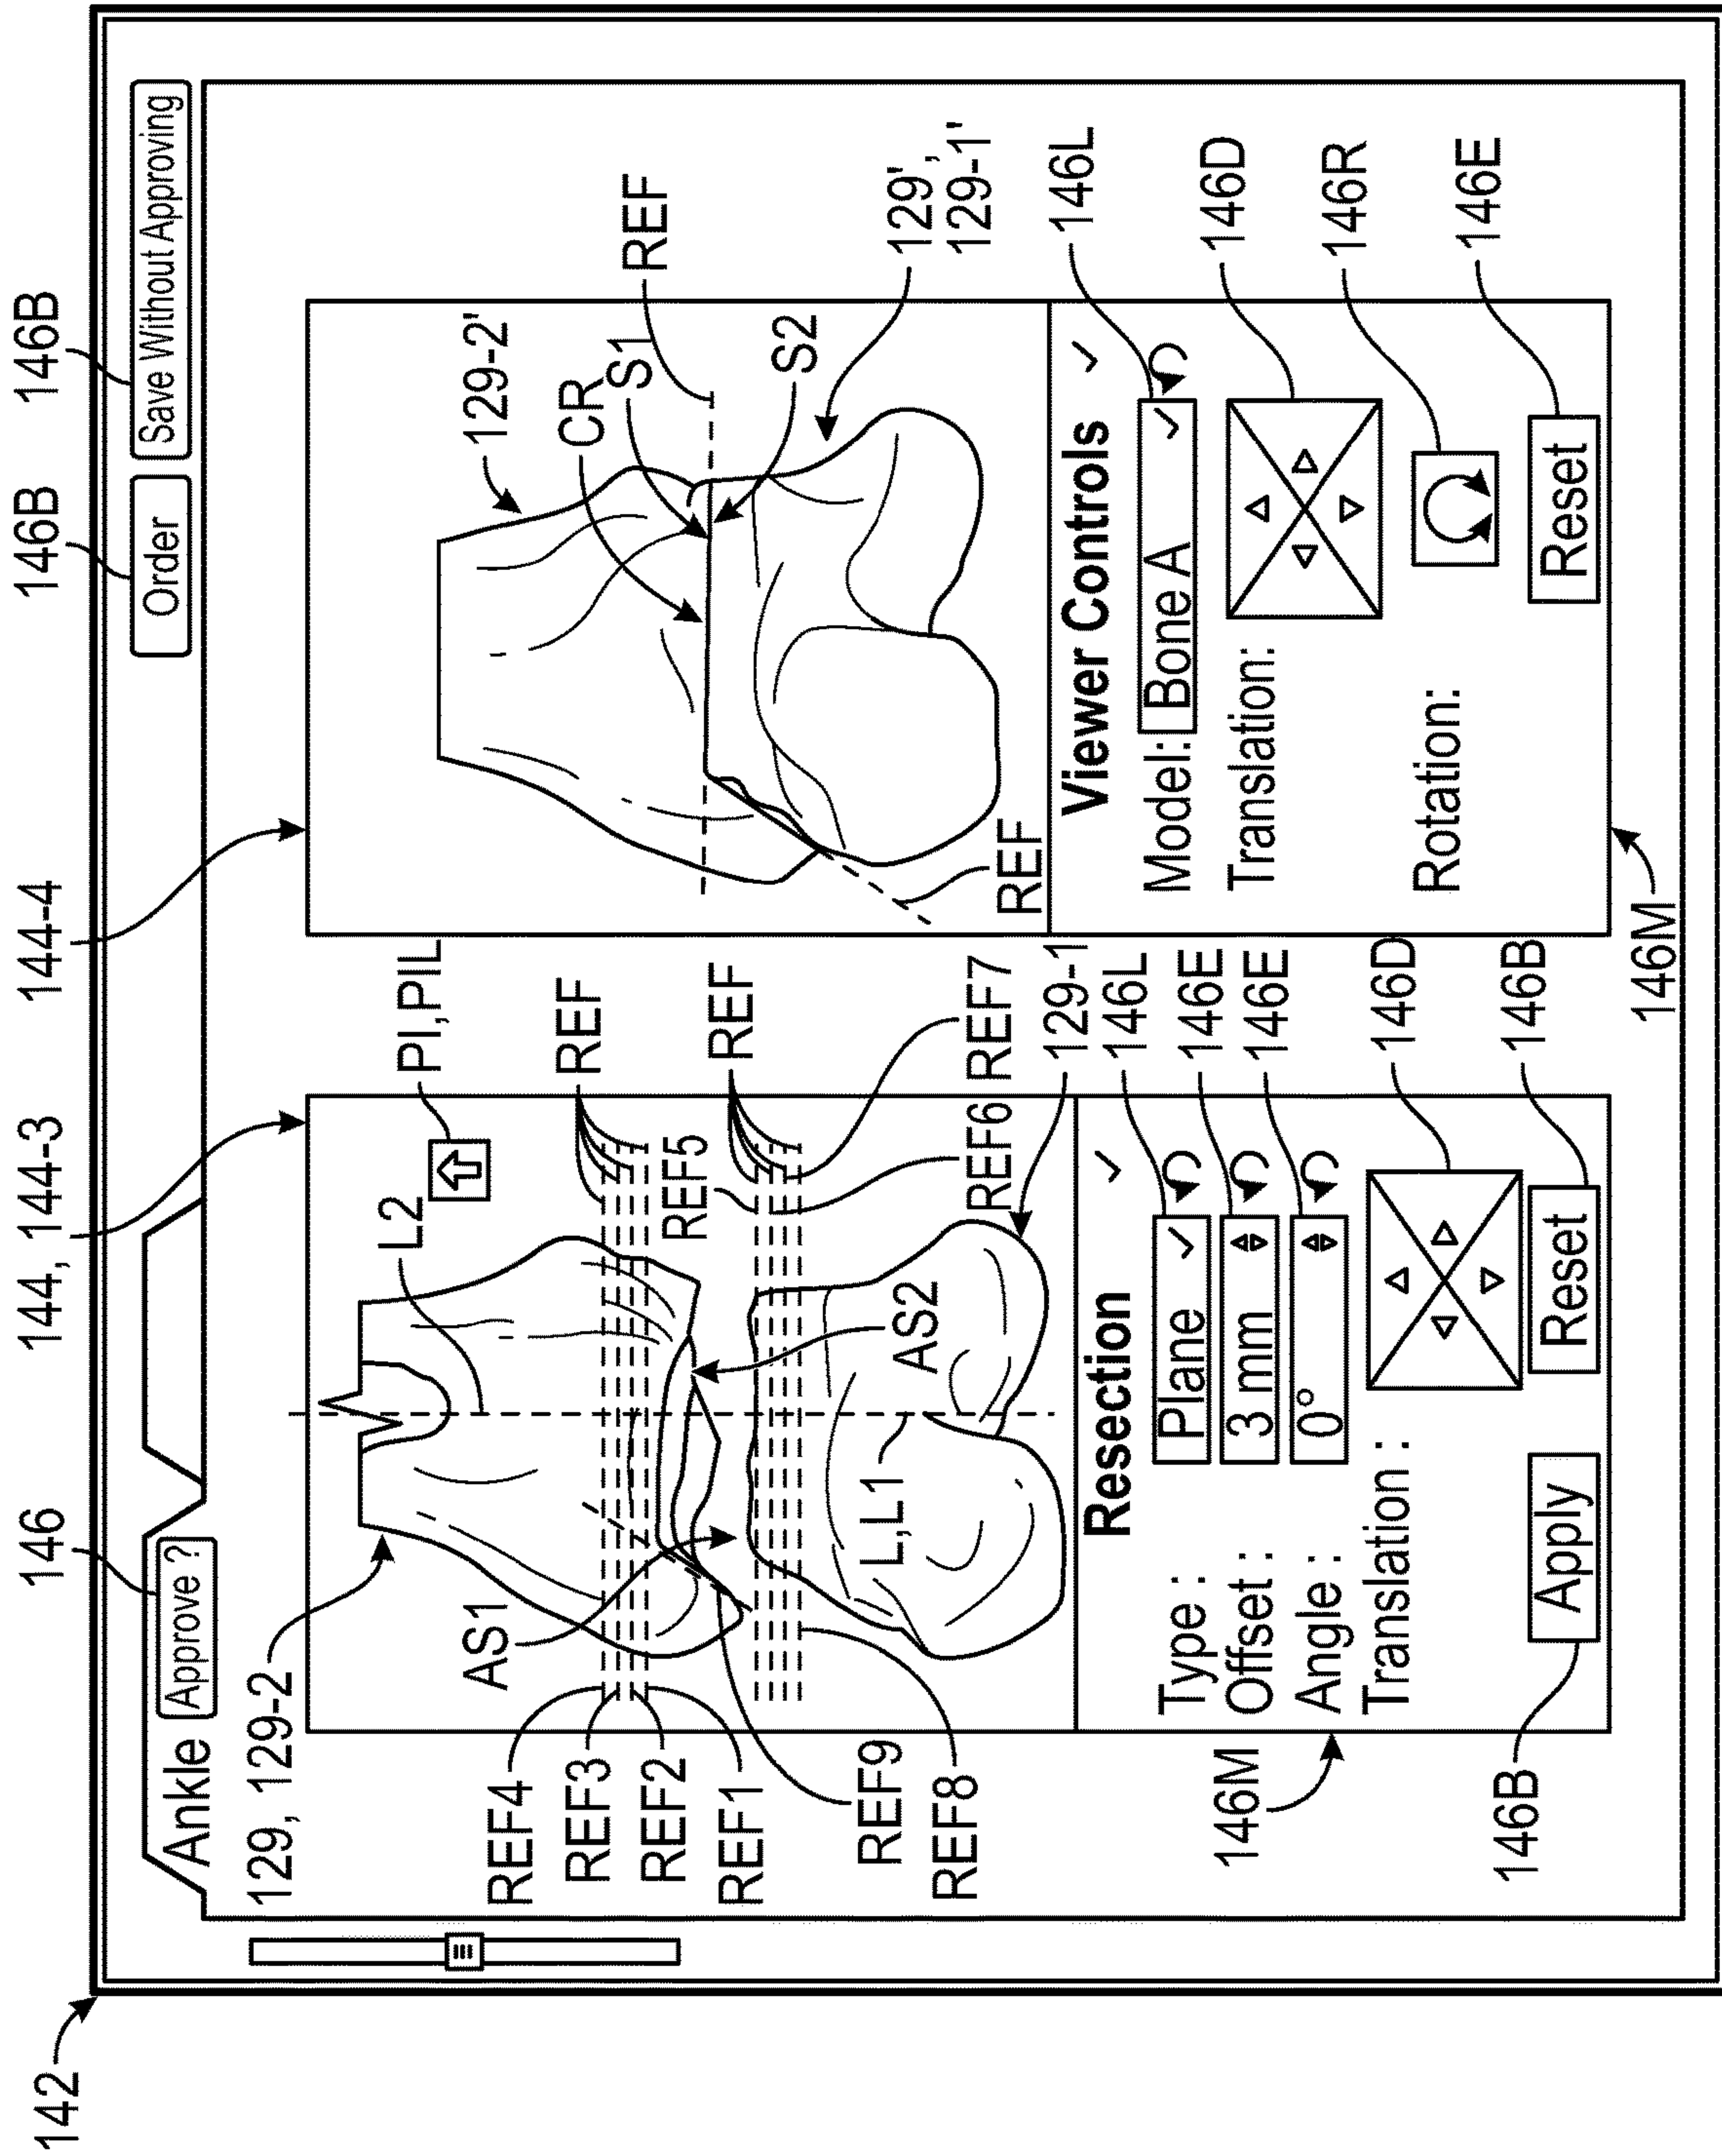 142
146
144, 144-3
144-4
146B
146B
Ankle
Approve ?
Order
Save Without Approving
129, 129-2
L2
PI,PIL
129-2'
CR
S1
REF
S2
129',
129-1'
REF4
REF3
REF2
REF1
AS1
REF
REF5
REF
AS2
L,L1
REF6
REF7
REF9
REF8
129-1
REF
Resection
Type :
Plane
146L
Offset :
3 mm
146E
Angle :
0°
146E
Translation :
146D
Apply
Reset
146B
146B
146M
Viewer Controls
Model:
Bone A
146L
Translation:
146D
Rotation:
146R
Reset
146E
146M